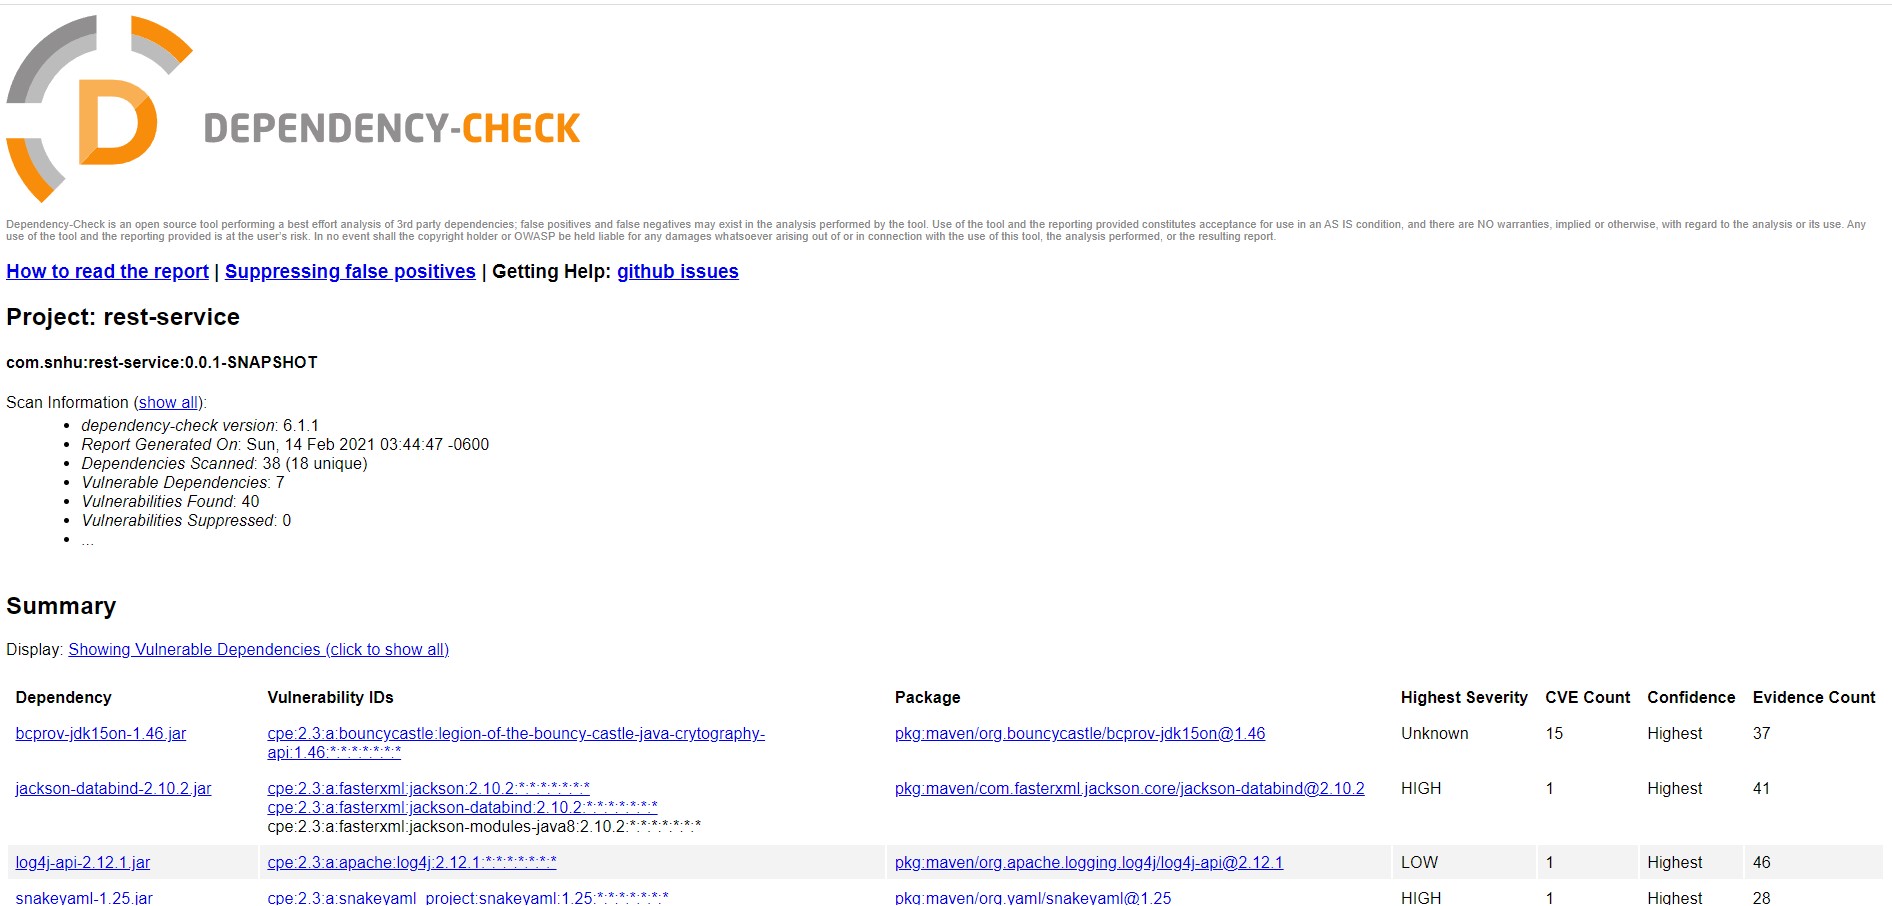 D
DEPENDENCY-CHECK
Dependency-Check is an open source tool performing a best effort analysis of 3rd party dependencies; false positives and false negatives may exist in the analysis performed by the tool. Use of the tool and the reporting provided constitutes acceptance for use in an AS IS condition, and there are NO warranties, implied or otherwise, with regard to the analysis or its use. Any
use of the tool and the reporting provided is at the user's risk. In no event shall the copyright holder or OWASP be held liable for any damages whatsoever arising out of or in connection with the use of this tool, the analysis performed, or the resulting report.
How to read the report | Suppressing false positives | Getting Help: github issues
Project: rest-service
com.snhu:rest-service:0.0.1-SNAPSHOT
Scan Information (show all):
• dependency-check version: 6.1.1
• Report Generated On: Sun, 14 Feb 2021 03:44:47 -0600
• Dependencies Scanned: 38 (18 unique)
• Vulnerable Dependencies: 7
• Vulnerabilities Found: 40
• Vulnerabilities Suppressed: 0
• ...
Summary
Display: Showing Vulnerable Dependencies (click to show all)
Dependency Vulnerability IDs Package Highest Severity CVE Count Confidence Evidence Count
bcprov-jdk15on-1.46.jar cpe:2.3:a:bouncycastle:legion-of-the-bouncy-castle-java-crytography- pkg:maven/org.bouncycastle/bcprov-jdk15on@1.46 Unknown 15 Highest 37
api:1.46:*:*:*:*:*:*:*
jackson-databind-2.10.2.jar cpe:2.3:a:fasterxml:jackson:2.10.2:*:*:*:*:*:*:* pkg:maven/com.fasterxml.jackson.core/jackson-databind@2.10.2 HIGH 1 Highest 41
cpe:2.3:a:fasterxml:jackson-databind:2.10.2:*:*:*:*:*:*:*
cpe:2.3:a:fasterxml:jackson-modules-java8:2.10.2:*:*:*:*:*:*:*
log4j-api-2.12.1.jar cpe:2.3:a:apache:log4j:2.12.1:*:*:*:*:*:*:* pkg:maven/org.apache.logging.log4j/log4j-api@2.12.1 LOW 1 Highest 46
snakeyaml-1.25.jar cpe:2.3:a:snakeyaml_project:snakeyaml:1.25:*:*:*:*:*:*:* pkg:maven/org.yaml/snakeyaml@1.25 HIGH 1 Highest 28